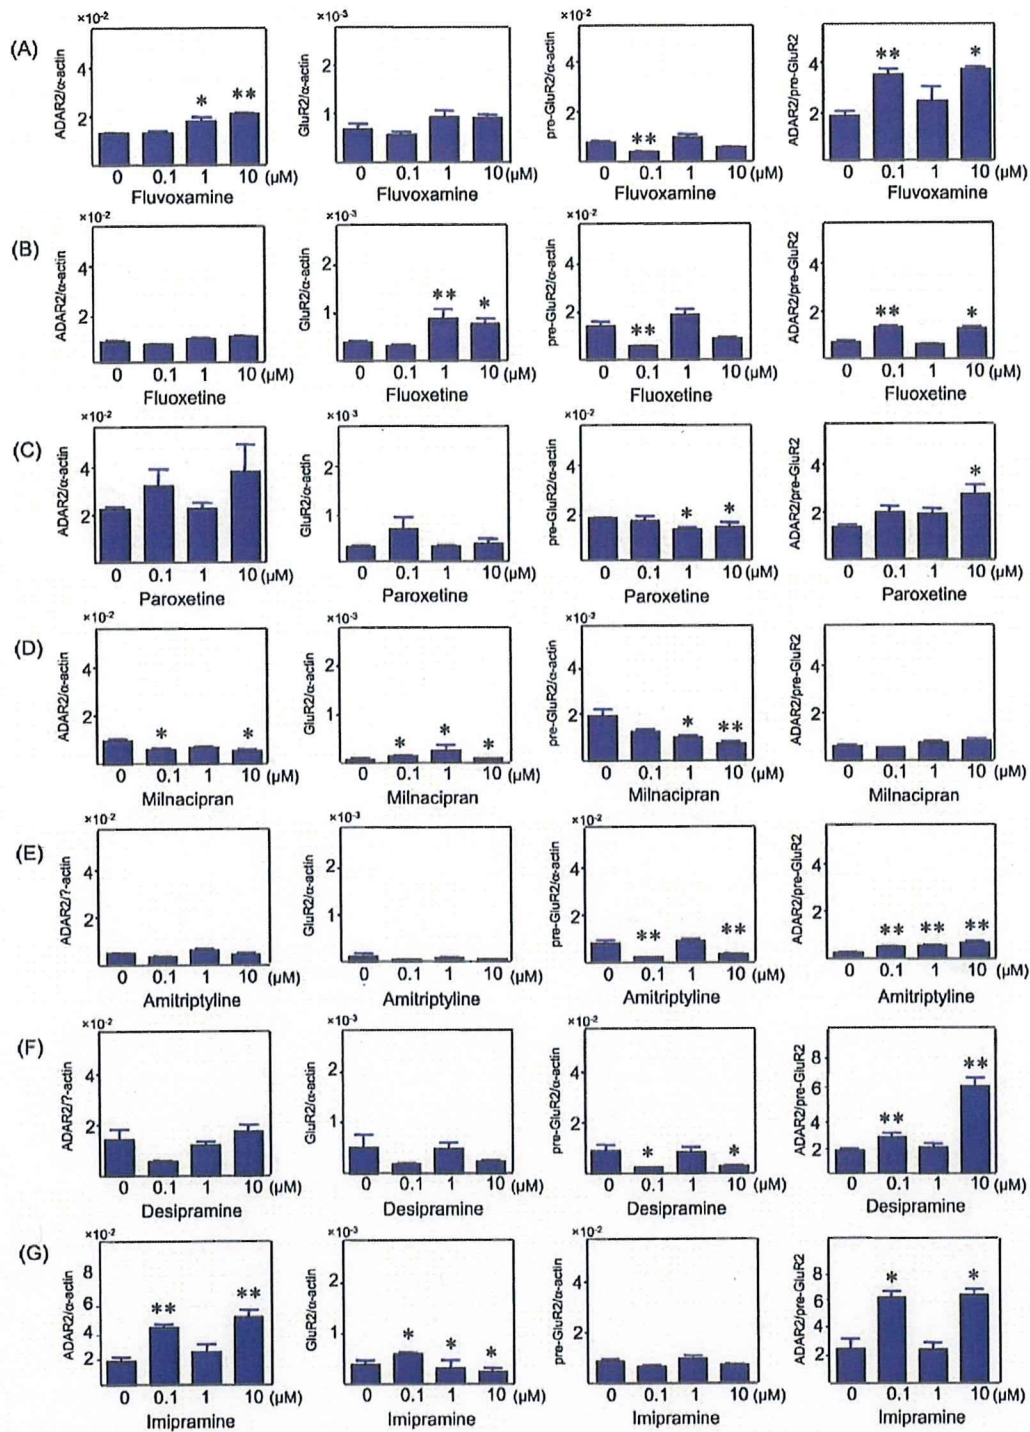 (A)
×10-2
ADAR2/α-actin
4
2
0 0.1 1 10 (μM)
Fluvoxamine
×10-3
GluR2/α-actin
2
1
0 0.1 1 10 (μM)
Fluvoxamine
×10-2
pre-GluR2/α-actin
4
2
** 
0 0.1 1 10 (μM)
Fluvoxamine
ADAR2/pre-GluR2
4
2
** *
0 0.1 1 10 (μM)
Fluvoxamine
* **
(B)
×10-2
ADAR2/α-actin
4
2
0 0.1 1 10 (μM)
Fluoxetine
×10-3
GluR2/α-actin
2
1
** *
0 0.1 1 10 (μM)
Fluoxetine
×10-2
pre-GluR2/α-actin
4
2
**
0 0.1 1 10 (μM)
Fluoxetine
ADAR2/pre-GluR2
4
2
** *
0 0.1 1 10 (μM)
Fluoxetine
(C)
×10-2
ADAR2/α-actin
4
2
0 0.1 1 10 (μM)
Paroxetine
×10-3
GluR2/α-actin
2
1
0 0.1 1 10 (μM)
Paroxetine
×10-2
pre-GluR2/α-actin
4
2
* *
0 0.1 1 10 (μM)
Paroxetine
ADAR2/pre-GluR2
4
2
*
0 0.1 1 10 (μM)
Paroxetine
(D)
×10-2
ADAR2/α-actin
4
2
* *
0 0.1 1 10 (μM)
Milnacipran
×10-3
GluR2/α-actin
2
1
* * *
0 0.1 1 10 (μM)
Milnacipran
×10-3
pre-GluR2/α-actin
4
2
* **
0 0.1 1 10 (μM)
Milnacipran
ADAR2/pre-GluR2
4
2
0 0.1 1 10 (μM)
Milnacipran
(E)
×10-2
ADAR2/?-actin
4
2
0 0.1 1 10 (μM)
Amitriptyline
×10-3
GluR2/α-actin
2
1
0 0.1 1 10 (μM)
Amitriptyline
×10-2
pre-GluR2/α-actin
4
2
** **
0 0.1 1 10 (μM)
Amitriptyline
ADAR2/pre-GluR2
4
2
** ** **
0 0.1 1 10 (μM)
Amitriptyline
(F)
×10-2
ADAR2/?-actin
4
2
0 0.1 1 10 (μM)
Desipramine
×10-3
GluR2/α-actin
2
1
0 0.1 1 10 (μM)
Desipramine
×10-2
pre-GluR2/α-actin
4
2
* *
0 0.1 1 10 (μM)
Desipramine
ADAR2/pre-GluR2
8
6
4
2
** **
0 0.1 1 10 (μM)
Desipramine
(G)
×10-2
ADAR2/α-actin
8
6
4
2
** **
0 0.1 1 10 (μM)
Imipramine
×10-3
GluR2/α-actin
2
1
* * *
0 0.1 1 10 (μM)
Imipramine
×10-2
pre-GluR2/α-actin
4
2
0 0.1 1 10 (μM)
Imipramine
ADAR2/pre-GluR2
8
6
4
2
* *
0 0.1 1 10 (μM)
Imipramine